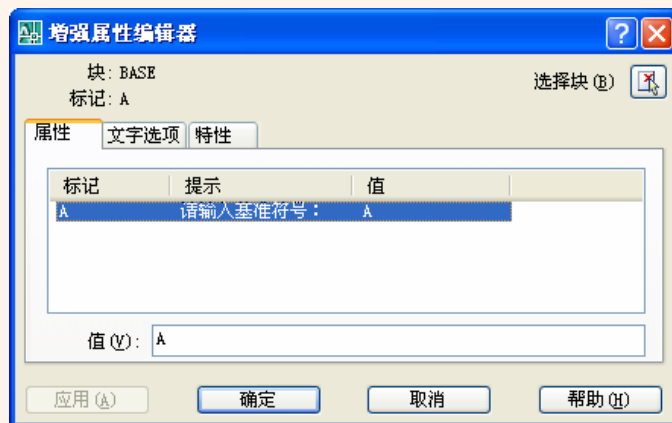 增强属性编辑器
块: BASE
标记: A
选择块(B)
属性 文字选项 特性
标记 提示 值
A 请输入基准符号： A
值(V): A
应用(A) 确定 取消 帮助(H)